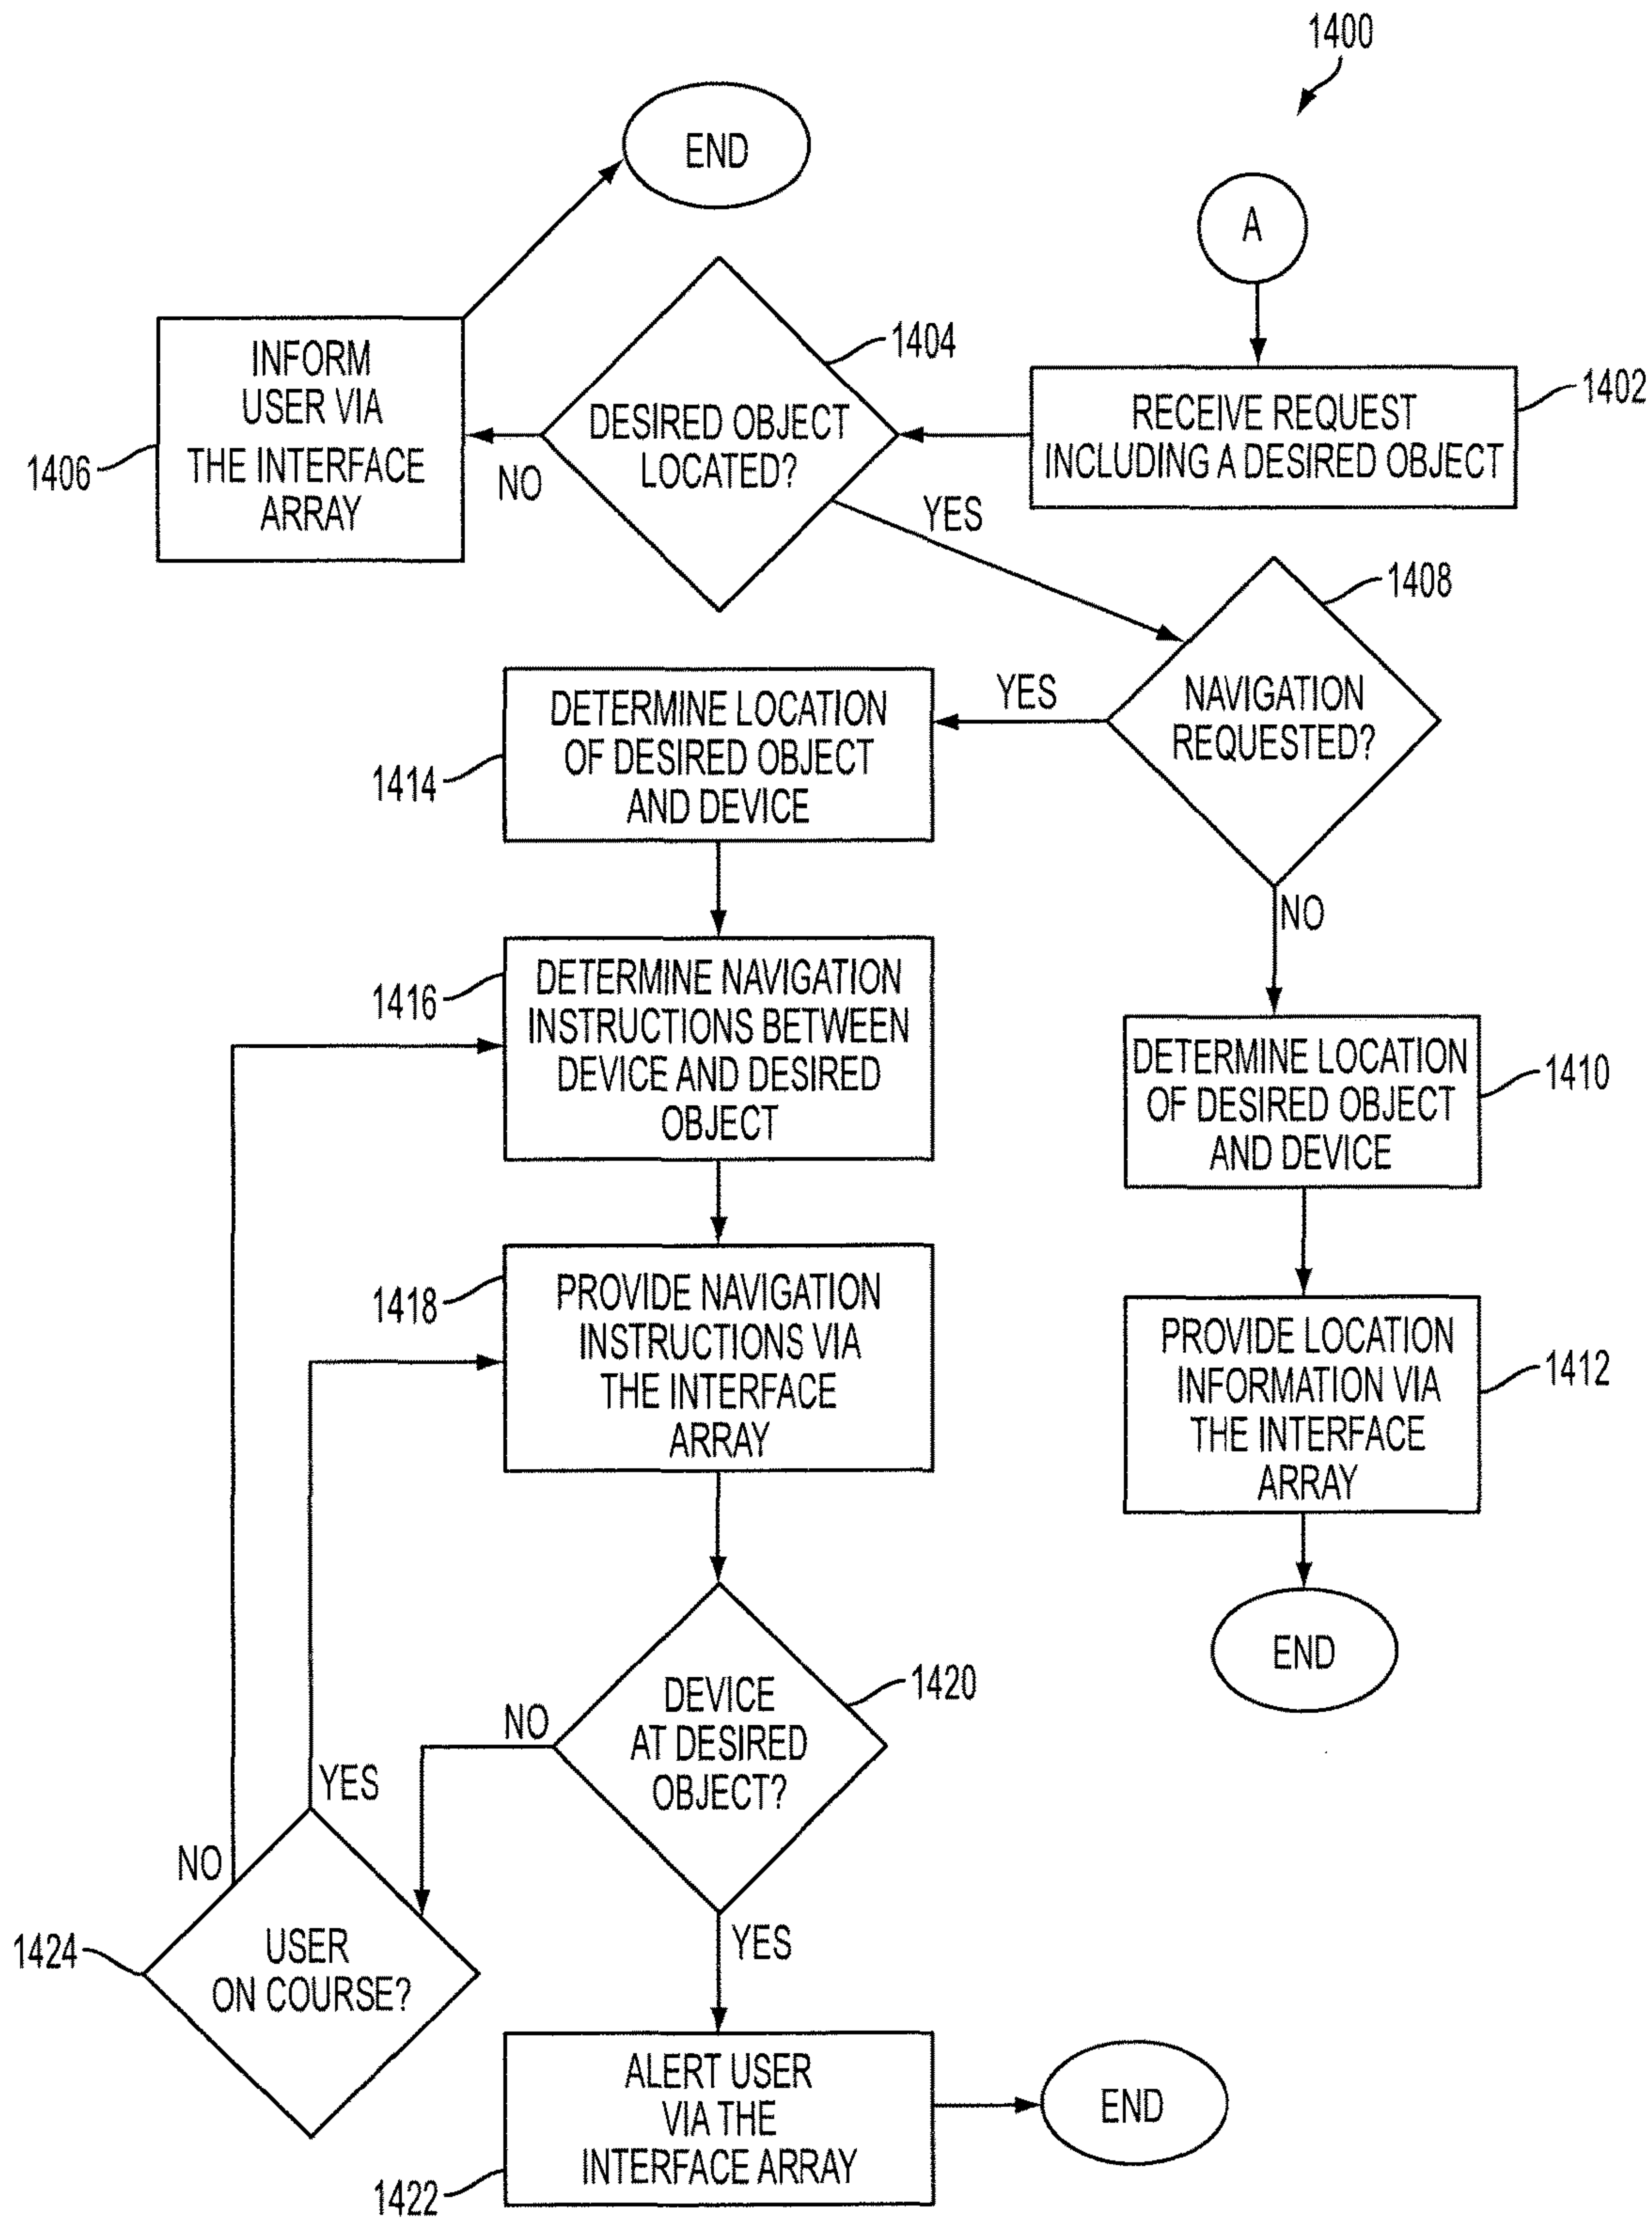 1400
END
A
1404
1402
RECEIVE REQUEST
INCLUDING A DESIRED OBJECT
DESIRED OBJECT
LOCATED?
INFORM
USER VIA
THE INTERFACE
ARRAY
1406
NO
YES
1408
NAVIGATION
REQUESTED?
YES
DETERMINE LOCATION
OF DESIRED OBJECT
AND DEVICE
1414
NO
DETERMINE NAVIGATION
INSTRUCTIONS BETWEEN
DEVICE AND DESIRED
OBJECT
1416
DETERMINE LOCATION
OF DESIRED OBJECT
AND DEVICE
1410
PROVIDE NAVIGATION
INSTRUCTIONS VIA
THE INTERFACE
ARRAY
1418
PROVIDE LOCATION
INFORMATION VIA
THE INTERFACE
ARRAY
1412
END
DEVICE
AT DESIRED
OBJECT?
1420
NO
YES
NO
USER
ON COURSE?
1424
YES
ALERT USER
VIA THE
INTERFACE ARRAY
1422
END